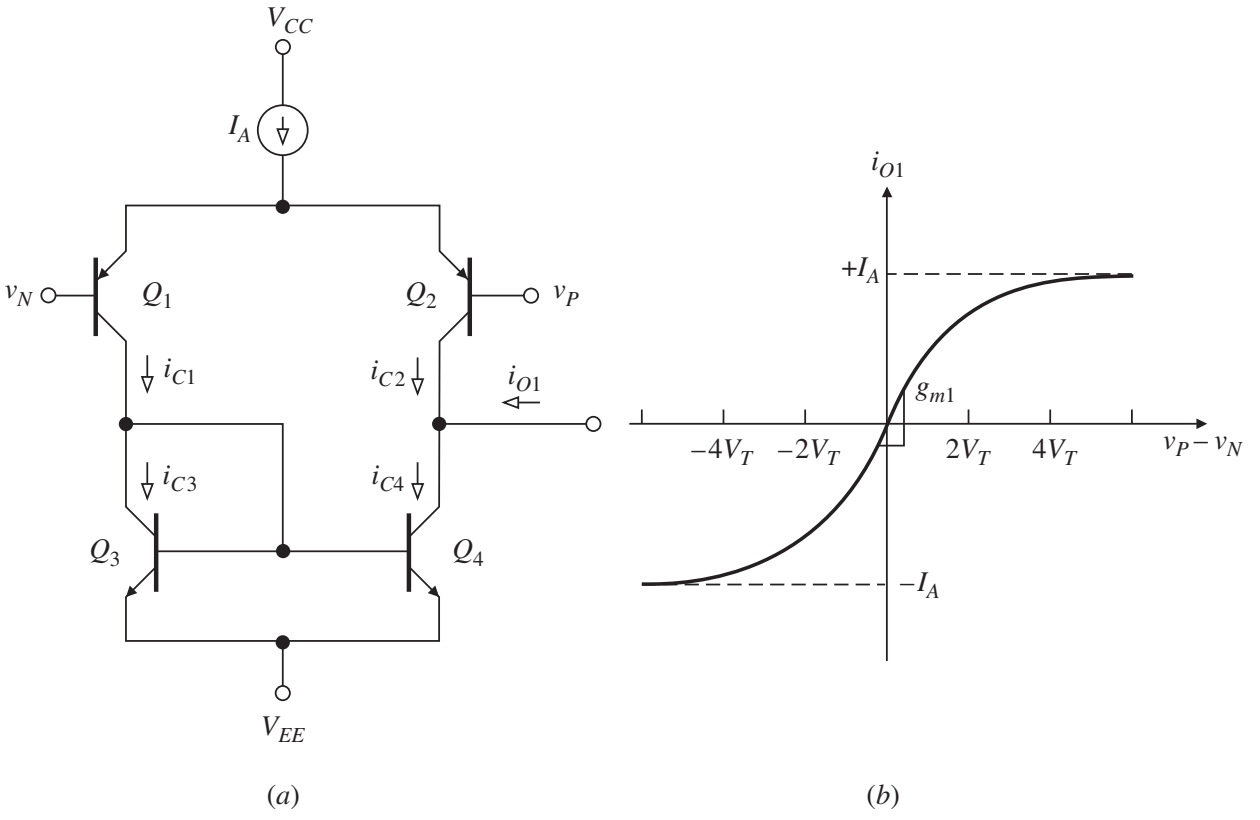 V_CC
I_A
v_N
Q_1
Q_2
v_P
i_C1
i_C2
i_O1
i_C3
i_C4
Q_3
Q_4
V_EE
(a)
i_O1
+I_A
g_m1
−4V_T −2V_T 2V_T 4V_T v_P − v_N
−I_A
(b)